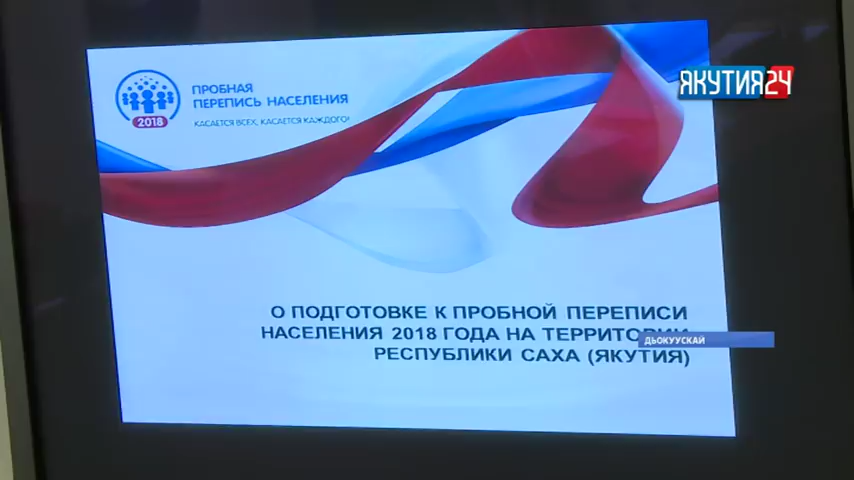 ПРОБНАЯ
ПЕРЕПИСЬ НАСЕЛЕНИЯ
КАСАЕТСЯ ВСЕХ, КАСАЕТСЯ КАЖДОГО!
2018
ЯКУТИЯ24
О ПОДГОТОВКЕ К ПРОБНОЙ ПЕРЕПИСИ
НАСЕЛЕНИЯ 2018 ГОДА НА ТЕРРИТОРИИ
РЕСПУБЛИКИ САХА (ЯКУТИЯ)
ДЬОКУУСКАЙ